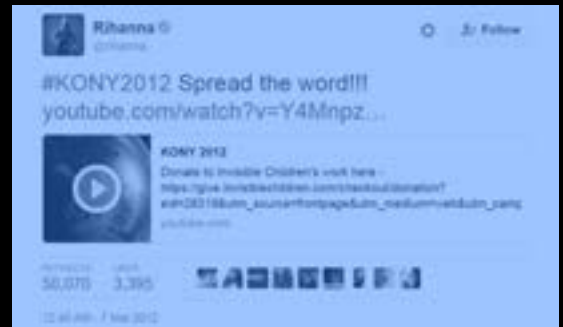 Rihanna
@rihanna
Follow
#KONY2012 Spread the word!!!
youtube.com/watch?v=Y4Mnpz...
KONY 2012
Donate to Invisible Children's work here -
youtube.com
RETWEETS LIKES
50,070 3,395
7 Mar 2012